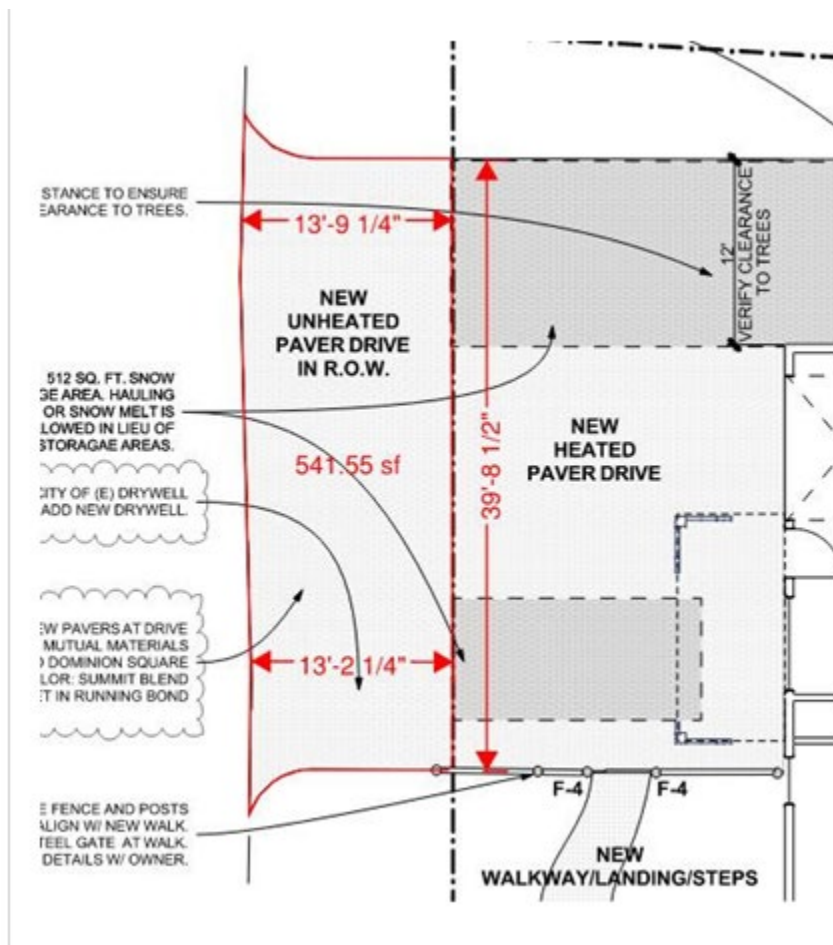 STANCE TO ENSURE
EARANCE TO TREES.
13'-9 1/4"
12'
VERIFY CLEARANCE
TO TREES
NEW
UNHEATED
PAVER DRIVE
IN R.O.W.
512 SQ. FT. SNOW
GE AREA. HAULING
OR SNOW MELT IS
LOWED IN LIEU OF
STORAGAE AREAS.
541.55 sf
39'-8 1/2"
NEW
HEATED
PAVER DRIVE
CITY OF (E) DRYWELL
ADD NEW DRYWELL.
EW PAVERS AT DRIVE
MUTUAL MATERIALS
DOMINION SQUARE
LOR: SUMMIT BLEND
ET IN RUNNING BOND
13'-2 1/4"
E FENCE AND POSTS
ALIGN W/ NEW WALK.
TEEL GATE AT WALK.
DETAILS W/ OWNER.
F-4
F-4
NEW
WALKWAY/LANDING/STEPS